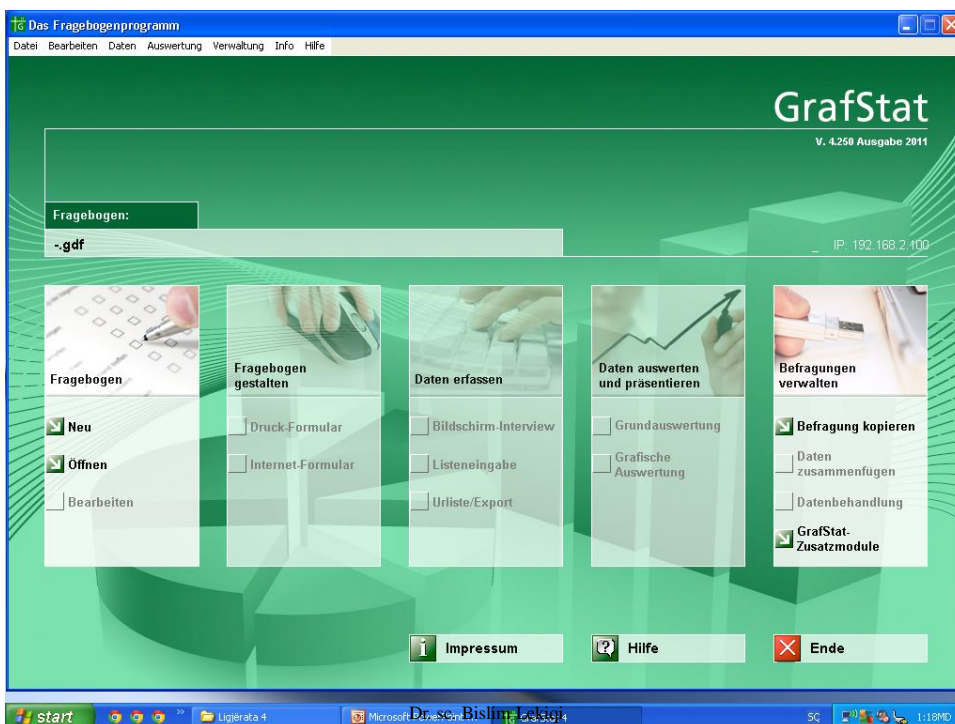 Das Fragebogenprogramm
Datei Bearbeiten Daten Auswertung Verwaltung Info Hilfe
GrafStat
V. 4.250 Ausgabe 2011
Fragebogen:
-.gdf
_ IP: 192.168.2.100
Fragebogen
Neu
Öffnen
Bearbeiten
Fragebogen
gestalten
Druck-Formular
Internet-Formular
Daten erfassen
Bildschirm-Interview
Listeneingabe
Urliste/Export
Daten auswerten
und präsentieren
Grundauswertung
Grafische
Auswertung
Befragungen
verwalten
Befragung kopieren
Daten
zusammenfügen
Datenbehandlung
GrafStat-
Zusatzmodule
Impressum
Hilfe
Ende
Dr. sc. Bislim Lekiqi
start
Ligjërata 4
Microsoft
SC
1:18MD